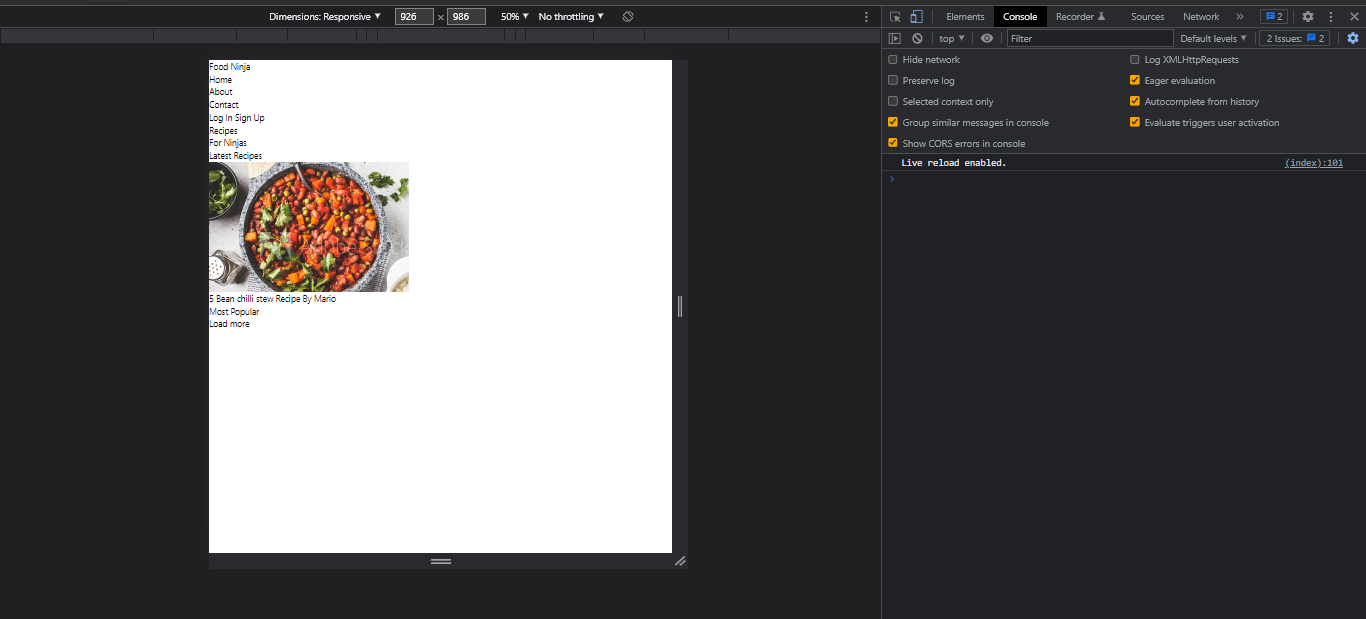 Dimensions: Responsive ▼ 926 × 986 50% ▼ No throttling ▼
Elements Console Recorder Sources Network » 2
top ▼ Filter Default levels ▼ 2 Issues: 2
Hide network Log XMLHttpRequests
Preserve log Eager evaluation
Selected context only Autocomplete from history
Group similar messages in console Evaluate triggers user activation
Show CORS errors in console
Live reload enabled. (index):101
>
Food Ninja
Home
About
Contact
Log In Sign Up
Recipes
For Ninjas
Latest Recipes
5 Bean chilli stew Recipe By Mario
Most Popular
Load more